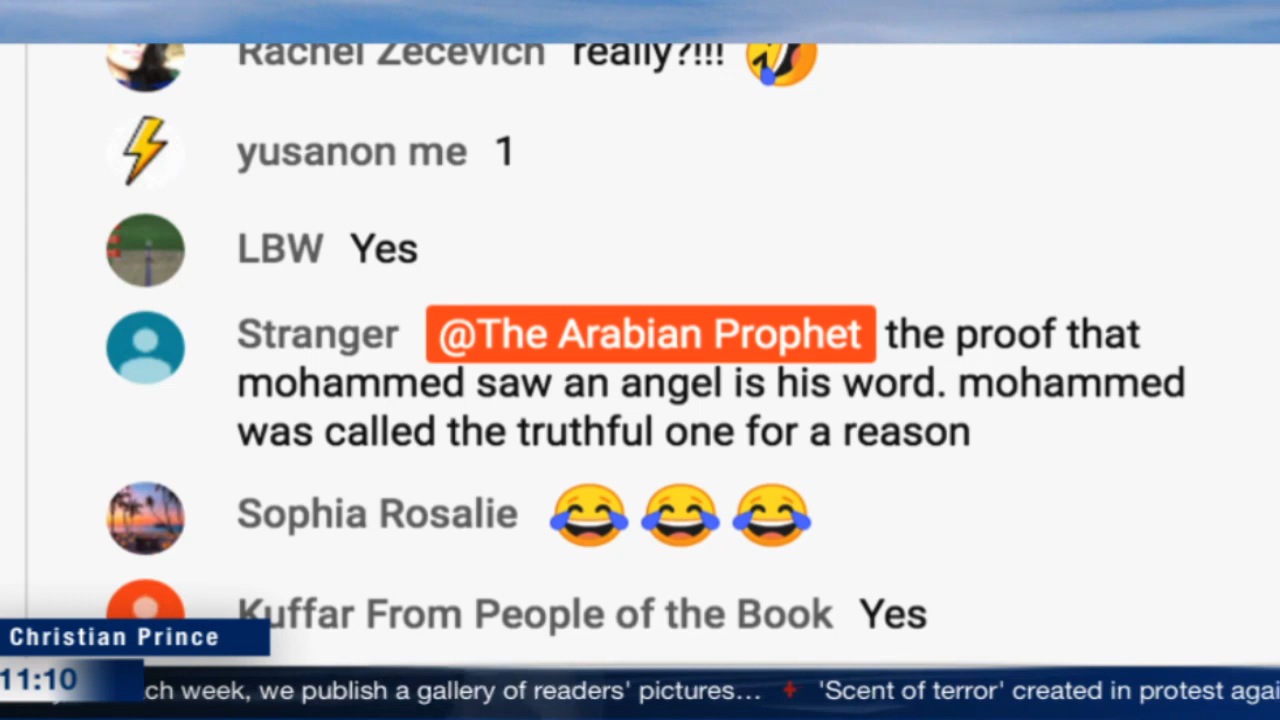 Rachel Zecevich really?!!!
yusanon me 1
LBW Yes
Stranger @The Arabian Prophet the proof that
mohammed saw an angel is his word. mohammed
was called the truthful one for a reason
Sophia Rosalie
Kuffar From People of the Book Yes
Christian Prince
11:10
ch week, we publish a gallery of readers' pictures... 'Scent of terror' created in protest agai